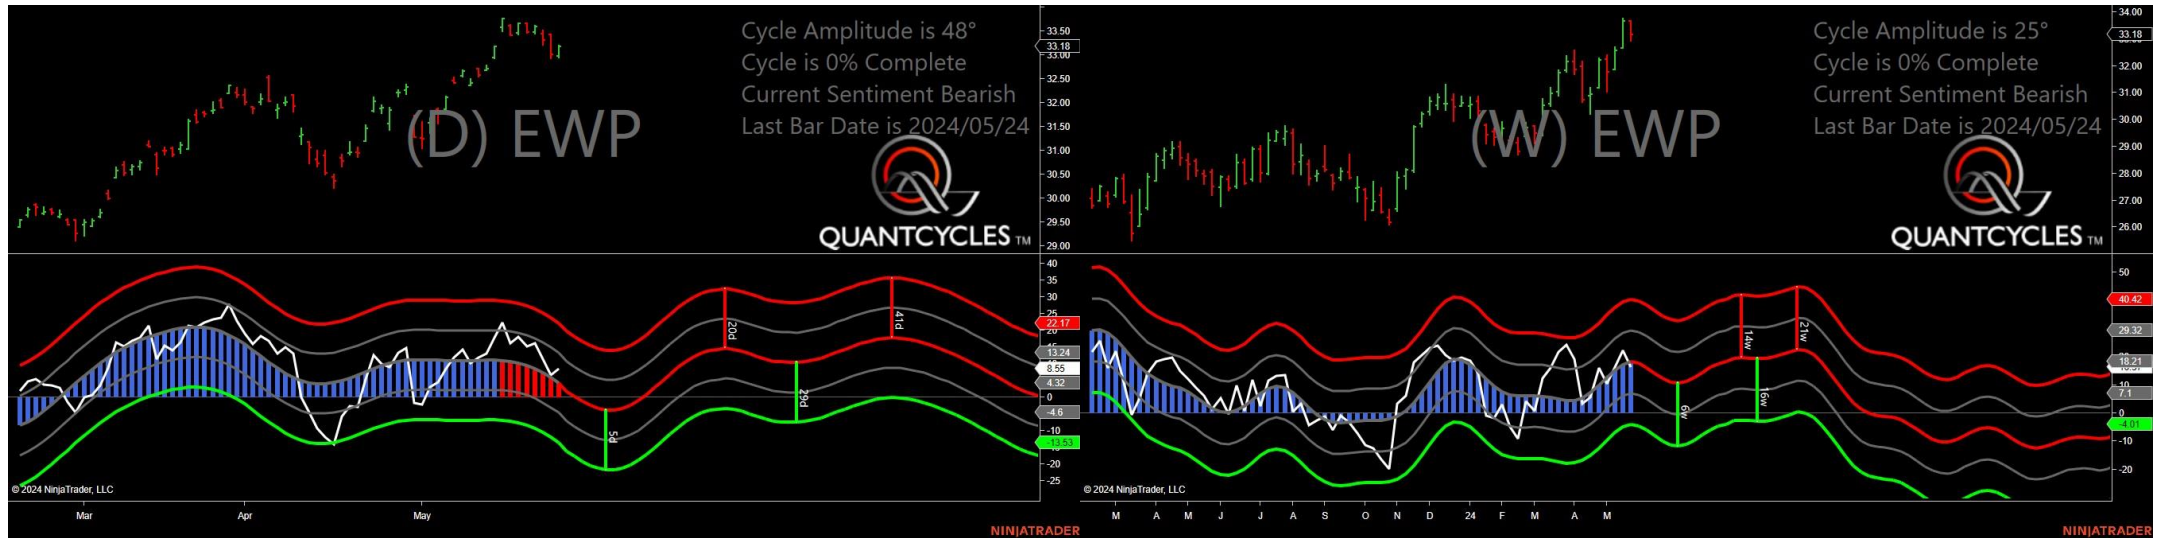 Cycle Amplitude is 48°
Cycle is 0% Complete
Current Sentiment Bearish
Last Bar Date is 2024/05/24
(D) EWP
QUANTCYCLES TM
33.50
33.18
33.00
32.50
32.00
31.50
31.00
30.50
30.00
29.50
29.00
40
35
30
25
22.17
20
15
13.24
8.55
4.32
0
-4.6
-10
-13.53
-20
-25
20d
41d
5d
29d
© 2024 NinjaTrader, LLC
Mar Apr May
NINJATRADER
Cycle Amplitude is 25°
Cycle is 0% Complete
Current Sentiment Bearish
Last Bar Date is 2024/05/24
(W) EWP
QUANTCYCLES TM
34.00
33.18
32.00
31.00
30.00
29.00
28.00
27.00
26.00
50
40.42
29.32
18.21
10
7.1
0
-4.01
-10
-20
14w
21w
6w
16w
© 2024 NinjaTrader, LLC
M A M J J A S O N D 24 F M A M
NINJATRADER